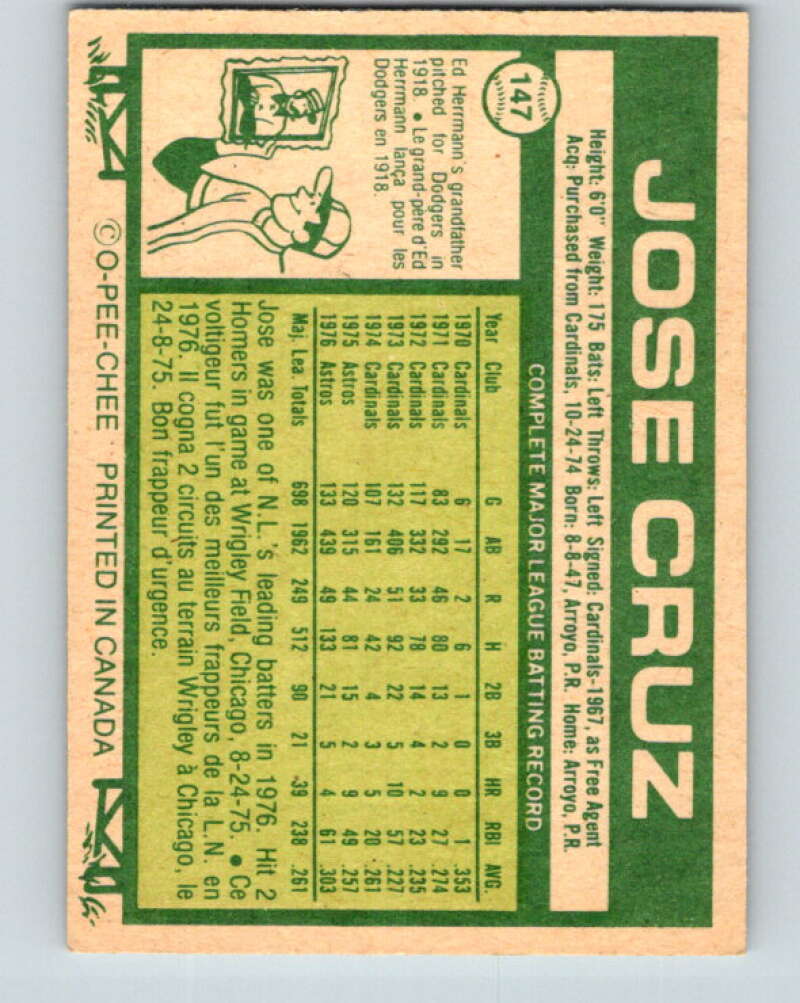 147
JOSE CRUZ
Height: 6'0" Weight: 175 Bats: Left Throws: Left Signed: Cardinals-1967, as Free Agent
Acq: Purchased from Cardinals, 10-24-74 Born: 8-8-47, Arroyo, P.R. Home: Arroyo, P.R.
COMPLETE MAJOR LEAGUE BATTING RECORD
Year Club G AB R H 2B 3B HR RBI AVG.
1970 Cardinals 6 17 2 6 1 0 0 1 .353
1971 Cardinals 83 292 46 80 13 2 9 27 .274
1972 Cardinals 117 332 33 78 14 4 2 23 .235
1973 Cardinals 132 406 51 92 22 5 10 57 .227
1974 Cardinals 107 161 24 42 4 3 5 20 .261
1975 Astros 120 315 44 81 15 2 9 49 .257
1976 Astros 133 439 49 133 21 5 4 61 .303
Maj. Lea. Totals 698 1962 249 512 90 21 39 238 .261
Jose was one of N.L.'s leading batters in 1976. Hit 2
Homers in game at Wrigley Field, Chicago, 8-24-75. • Ce
voltigeur fut l'un des meilleurs frappeurs de la L.N. en
1976. Il cogna 2 circuits au terrain Wrigley à Chicago, le
24-8-75. Bon frappeur d'urgence.
Ed Herrmann's grandfather
pitched for Dodgers in
1918. • Le grand-père d'Ed
Herrmann lança pour les
Dodgers en 1918.
© O-PEE-CHEE · PRINTED IN CANADA